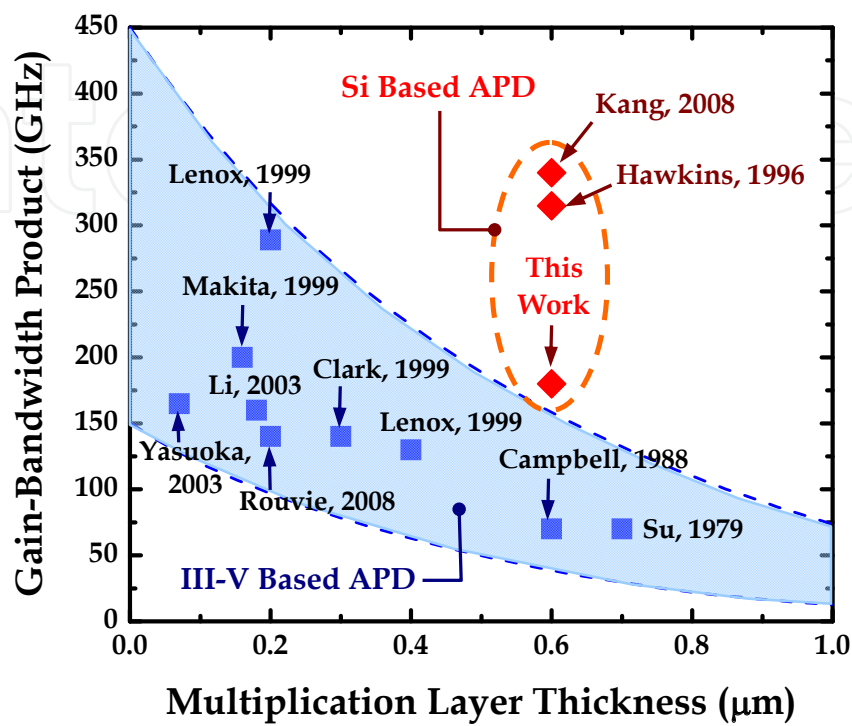 Gain-Bandwidth Product (GHz)
450
400
350
300
250
200
150
100
50
0
Si Based APD
Kang, 2008
Hawkins, 1996
This
Work
Lenox, 1999
Makita, 1999
Li, 2003
Clark, 1999
Lenox, 1999
Yasuoka,
2003
Rouvie, 2008
Campbell, 1988
Su, 1979
III-V Based APD
0.0 0.2 0.4 0.6 0.8 1.0
Multiplication Layer Thickness (μm)